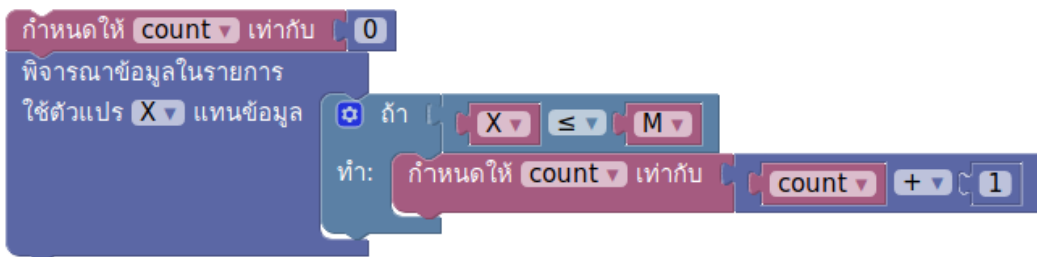 กำหนดให้ count เท่ากับ 0
พิจารณาข้อมูลในรายการ
ใช้ตัวแปร X แทนข้อมูล ถ้า X ≤ M
ทำ: กำหนดให้ count เท่ากับ count + 1